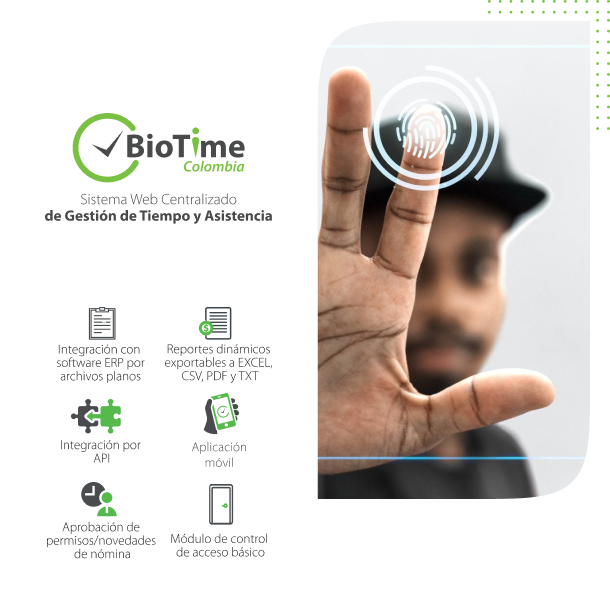 BioTime
Colombia
Sistema Web Centralizado
de Gestión de Tiempo y Asistencia
Integración con
software ERP por
archivos planos
Reportes dinámicos
exportables a EXCEL,
CSV, PDF y TXT
Integración por
API
Aplicación
móvil
Aprobación de
permisos/novedades
de nómina
Módulo de control
de acceso básico